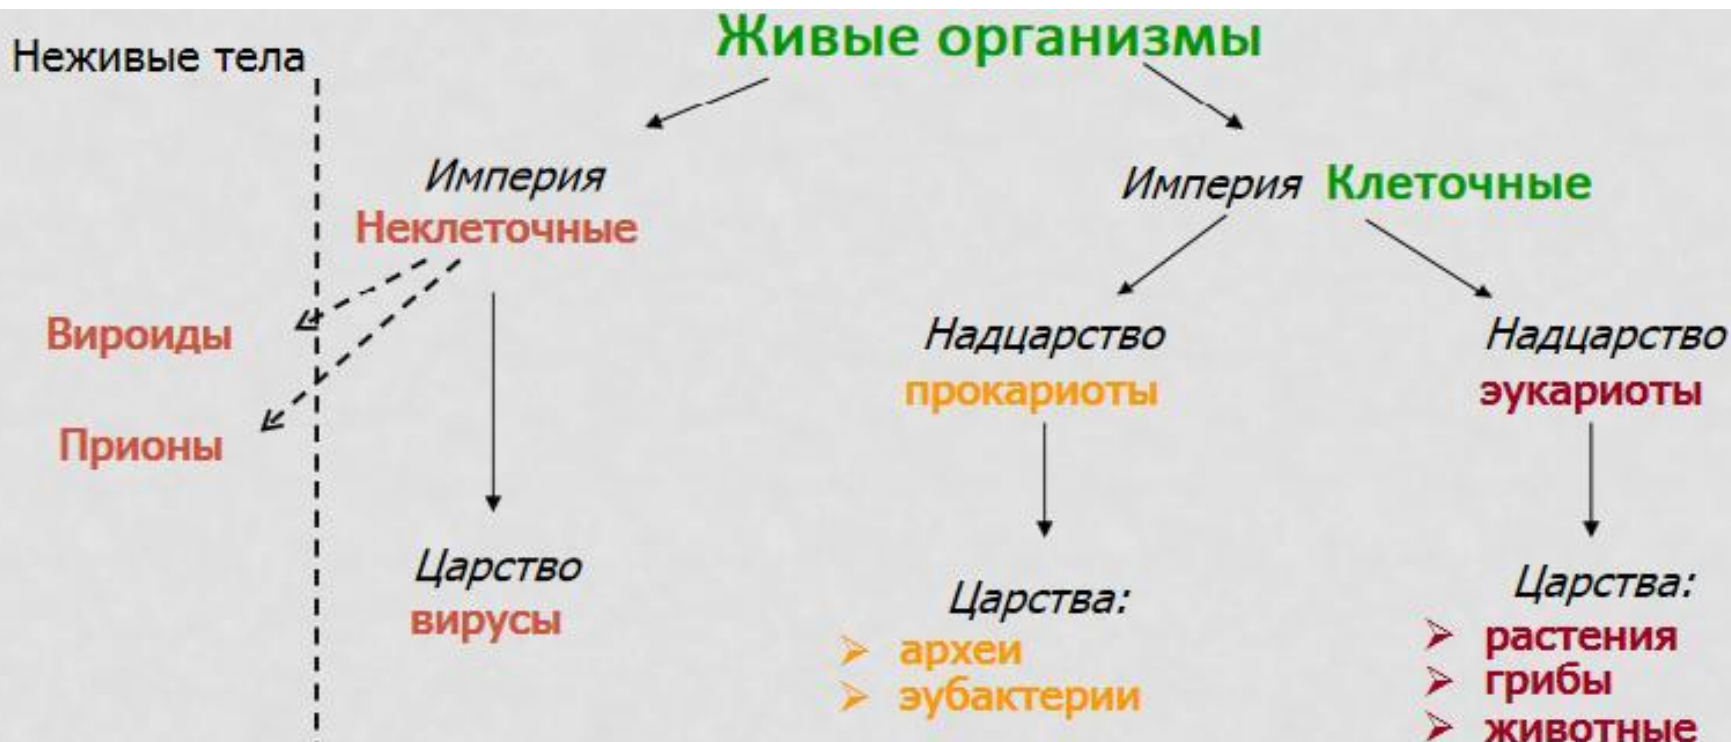 Живые организмы
Неживые тела
Империя
Неклеточные
Империя Клеточные
Вироиды
Прионы
Царство
вирусы
Надцарство
прокариоты
Царства:
археи
эубактерии
Надцарство
эукариоты
Царства:
растения
грибы
животные